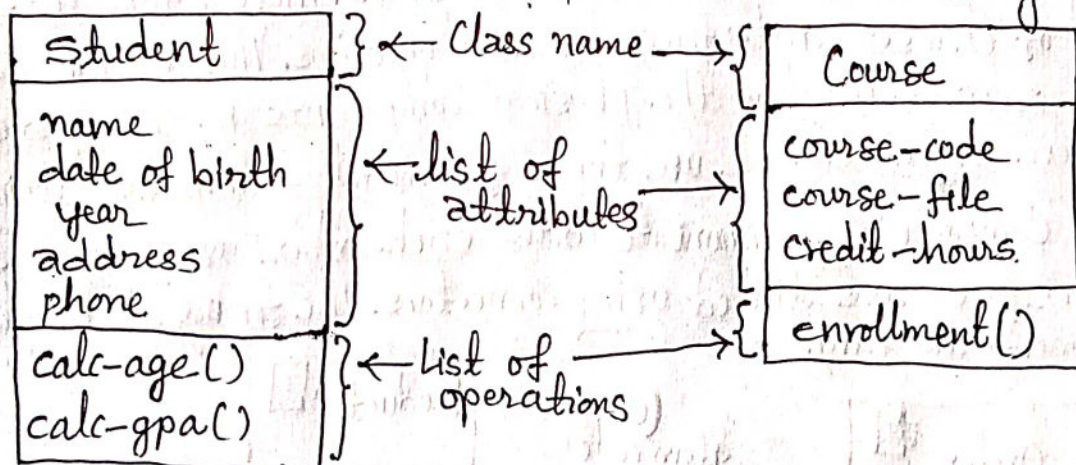 Student
name
date of birth
year
address
phone
calc-age()
calc-gpa()
Class name
list of
attributes
List of
operations
Course
course-code
course-file
credit-hours.
enrollment()